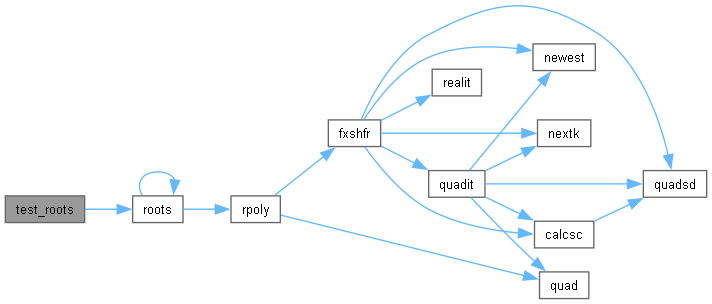 test_roots
roots
rpoly
fxshfr
newest
realit
nextk
quadit
quadsd
calcsc
quad